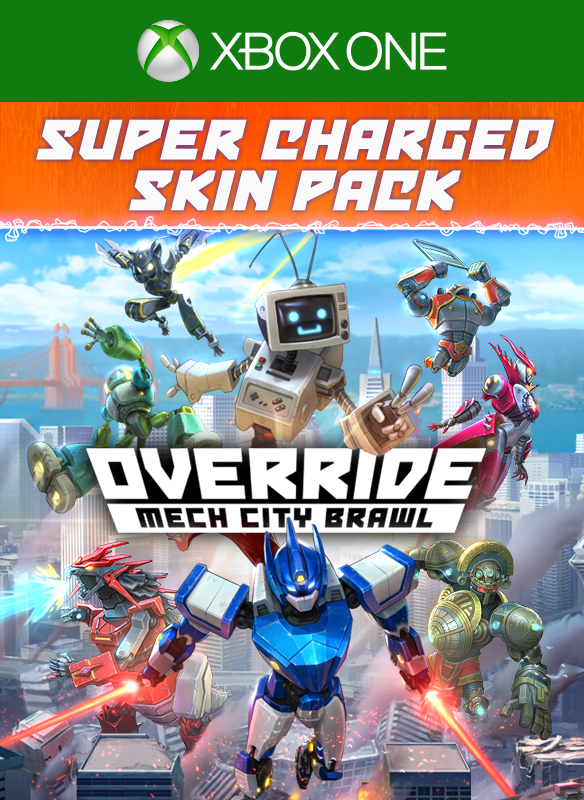 XBOX ONE
SUPER CHARGED
SKIN PACK
OVERRIDE
MECH CITY BRAWL